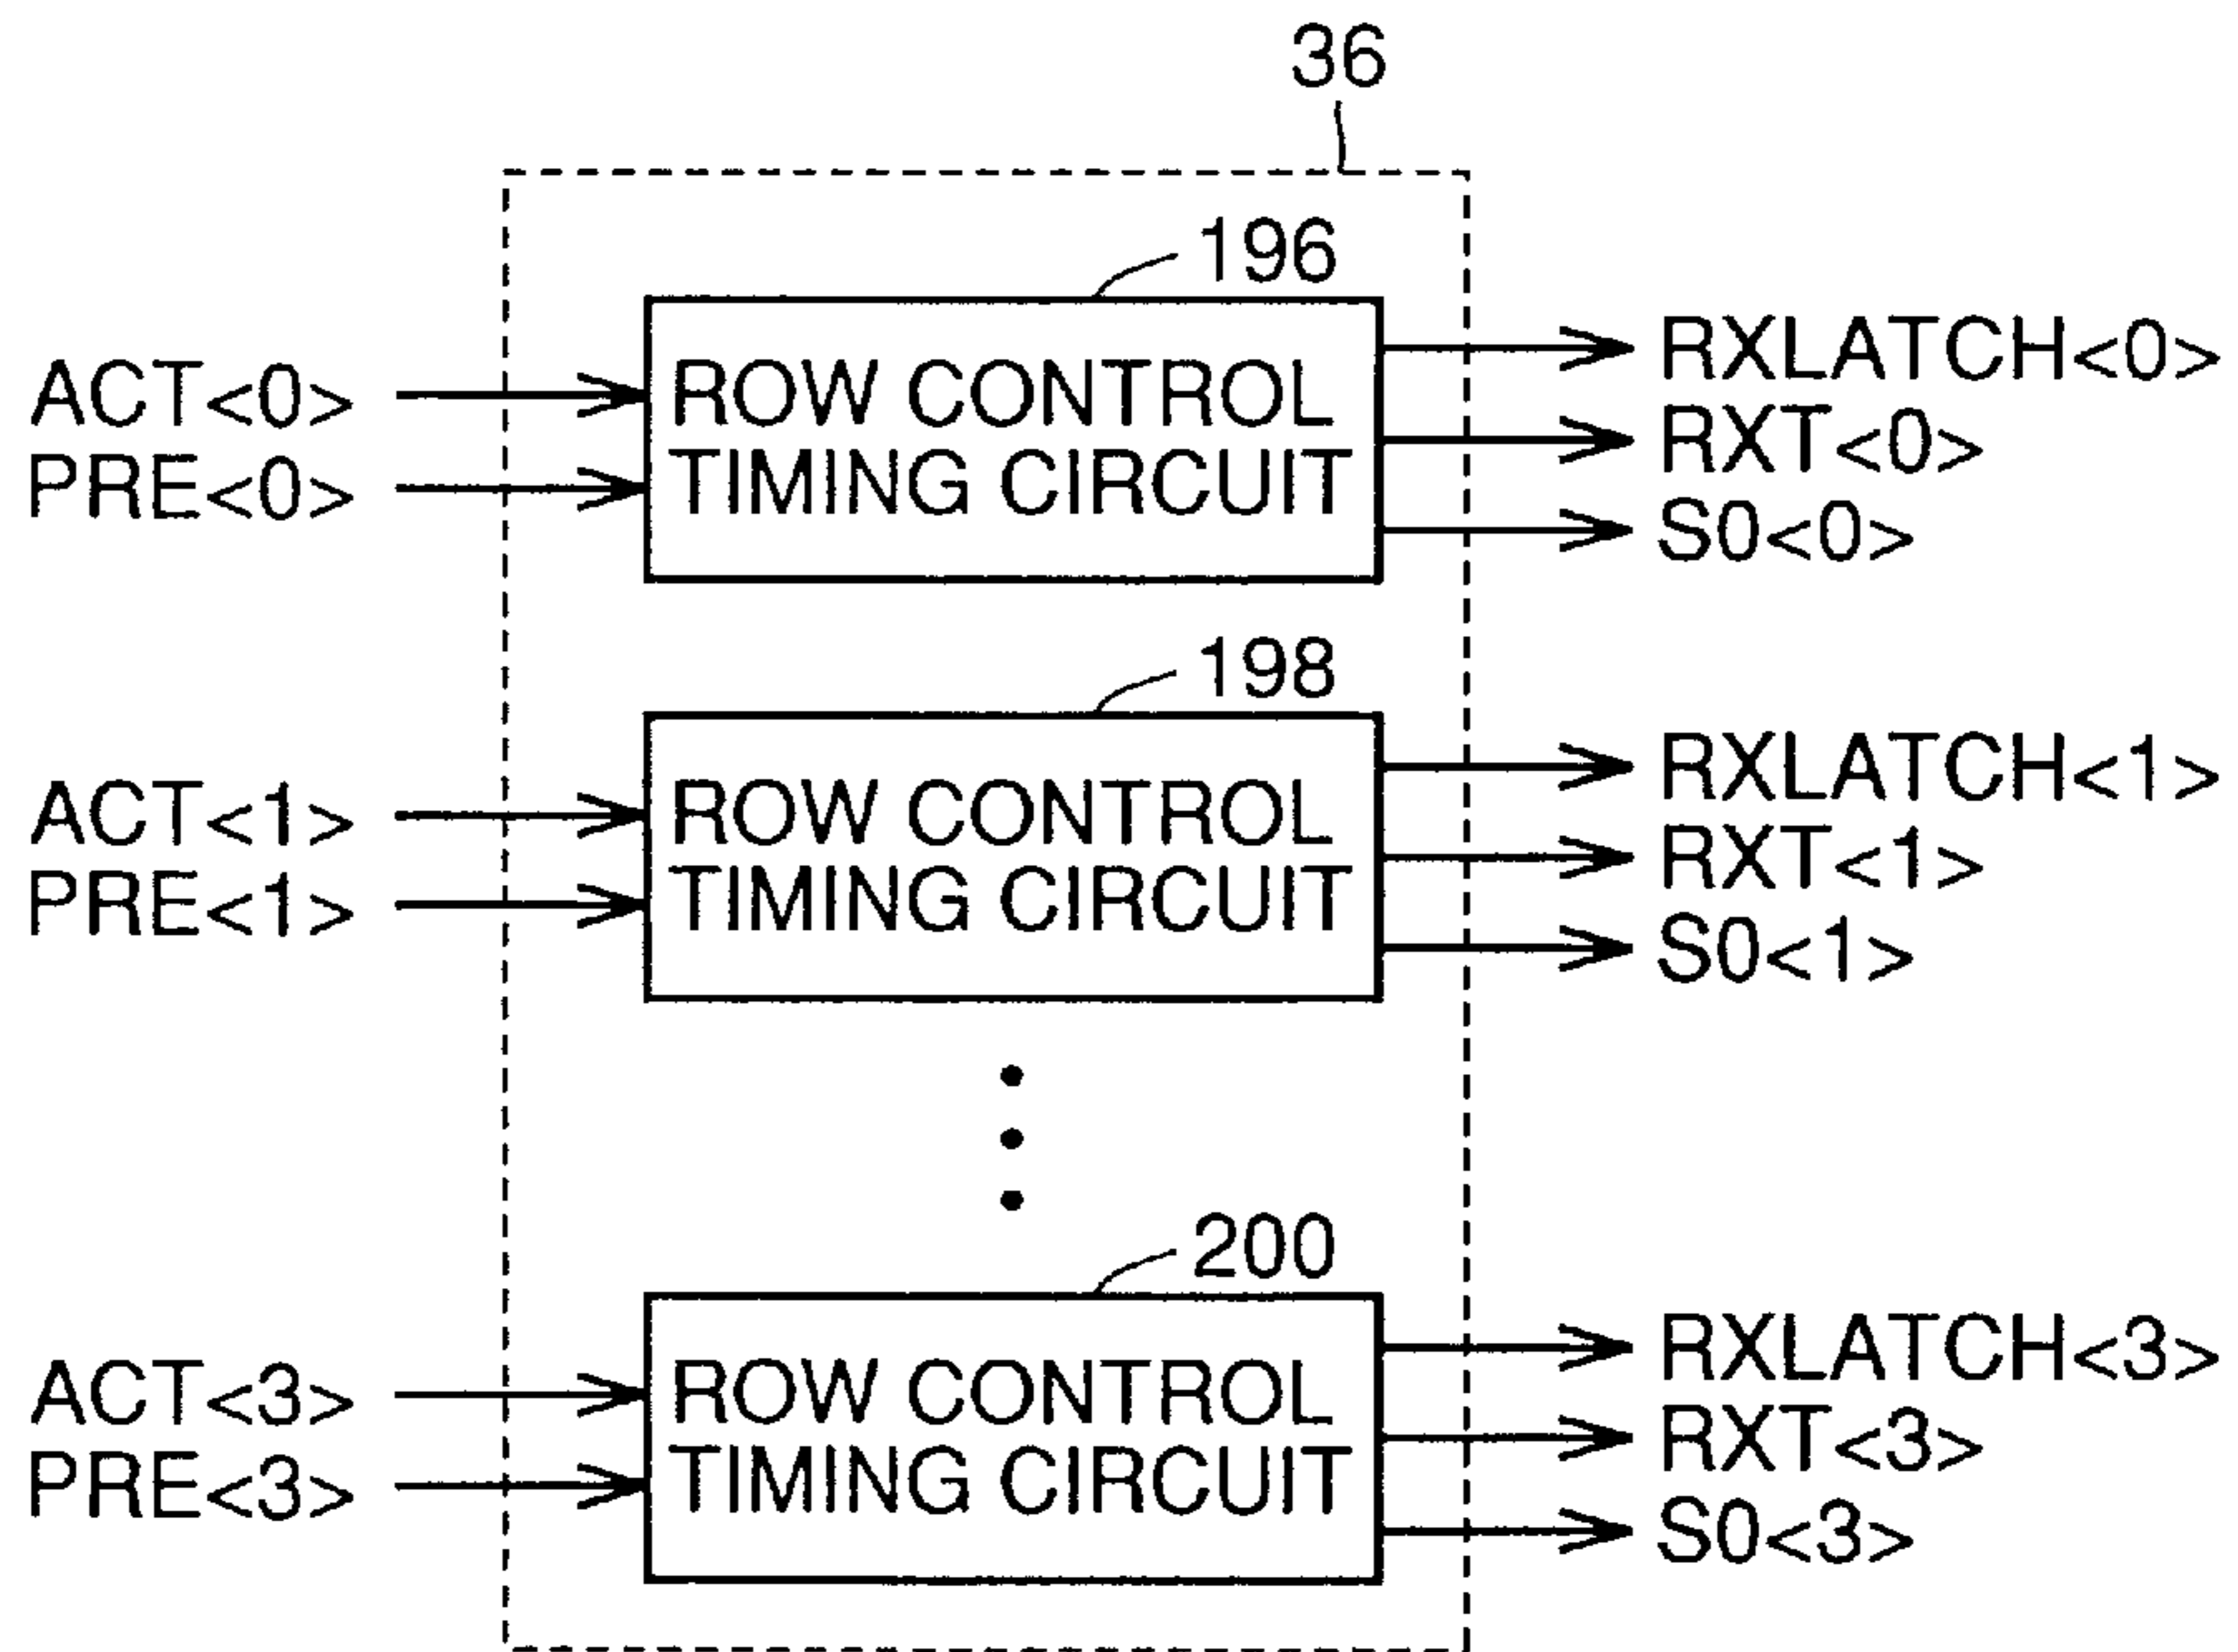 36
196
ACT<0>
PRE<0>
ROW CONTROL
TIMING CIRCUIT
RXLATCH<0>
RXT<0>
S0<0>
198
ACT<1>
PRE<1>
ROW CONTROL
TIMING CIRCUIT
RXLATCH<1>
RXT<1>
S0<1>
200
ACT<3>
PRE<3>
ROW CONTROL
TIMING CIRCUIT
RXLATCH<3>
RXT<3>
S0<3>